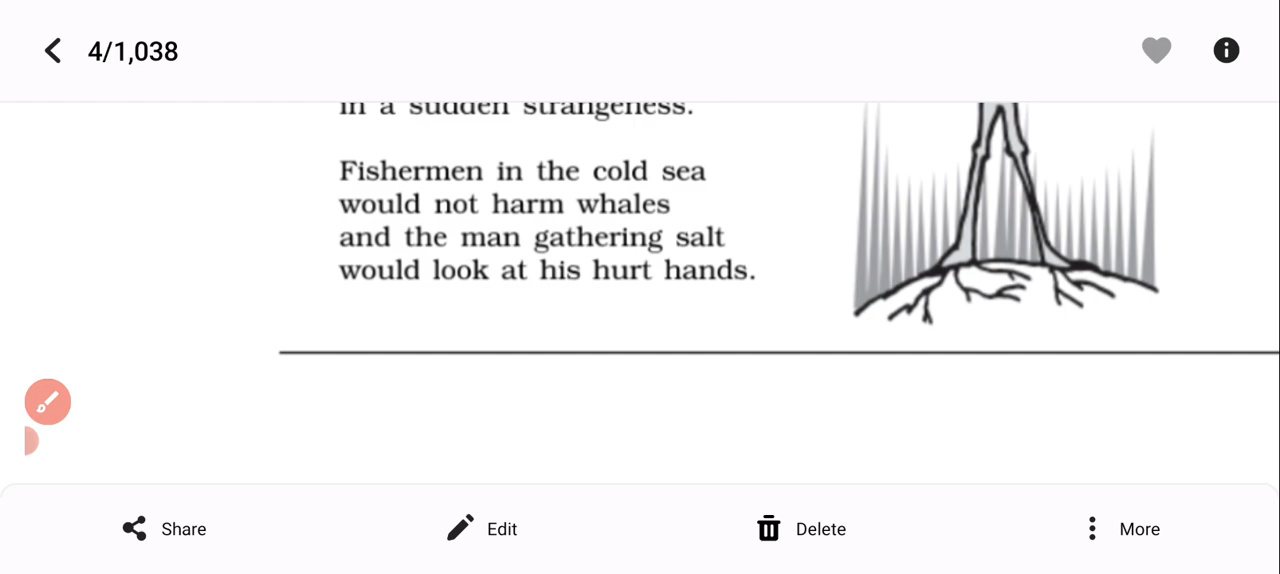 4/1,038
in a sudden strangeness.
Fishermen in the cold sea
would not harm whales
and the man gathering salt
would look at his hurt hands.
Share
Edit
Delete
More